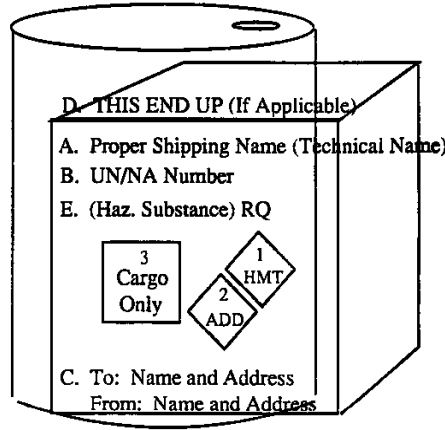 D. THIS END UP (If Applicable)
A. Proper Shipping Name (Technical Name)
B. UN/NA Number
E. (Haz. Substance) RQ
3
Cargo
Only
1
HMT
2
ADD
C. To: Name and Address
From: Name and Address